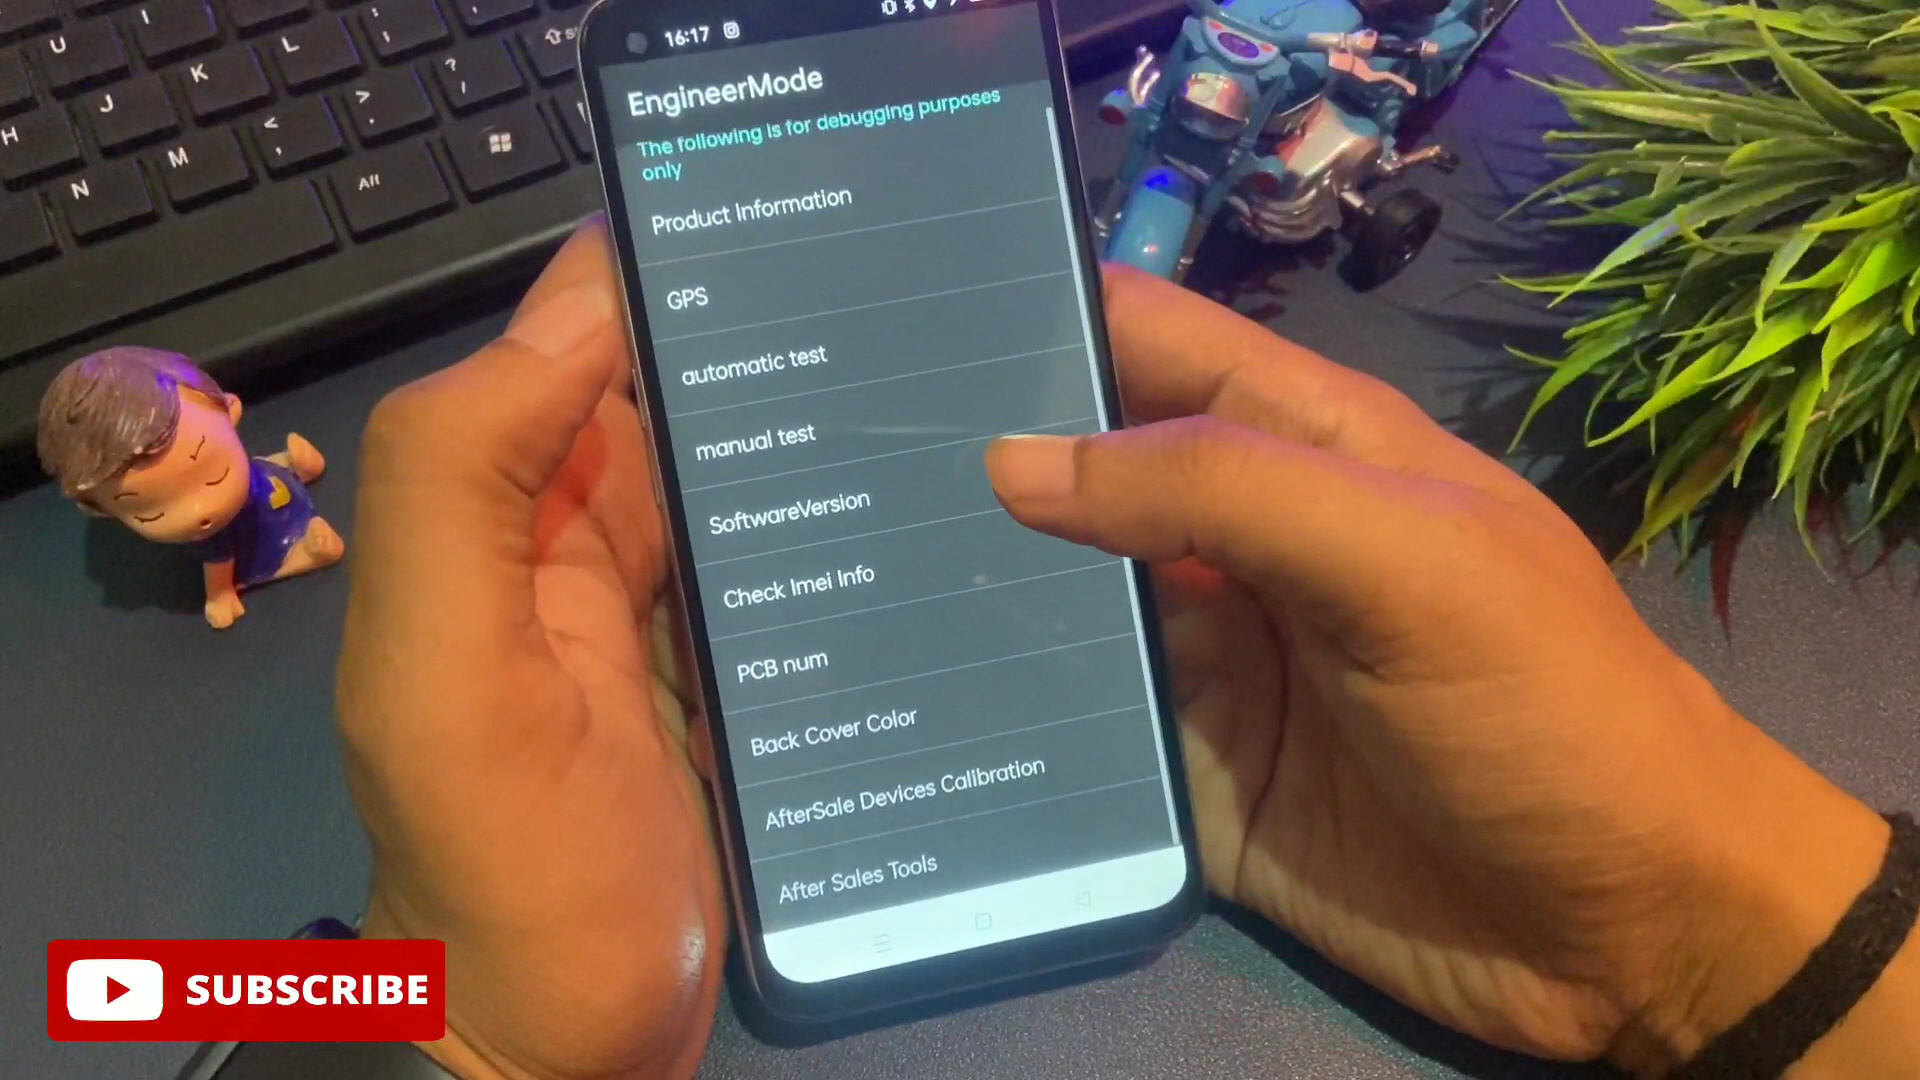 U
I
L
K
J
H
M
N
Alt
<
,
>
.
?
/
:
;
16:17
EngineerMode
The following is for debugging purposes
only
Product Information
GPS
automatic test
manual test
SoftwareVersion
Check Imei Info
PCB num
Back Cover Color
AfterSale Devices Calibration
After Sales Tools
SUBSCRIBE